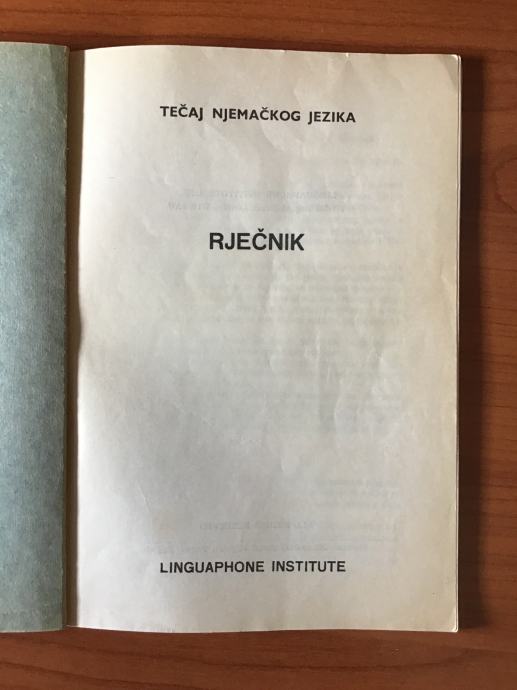 TEČAJ NJEMAČKOG JEZIKA
RJEČNIK
LINGUAPHONE INSTITUTE